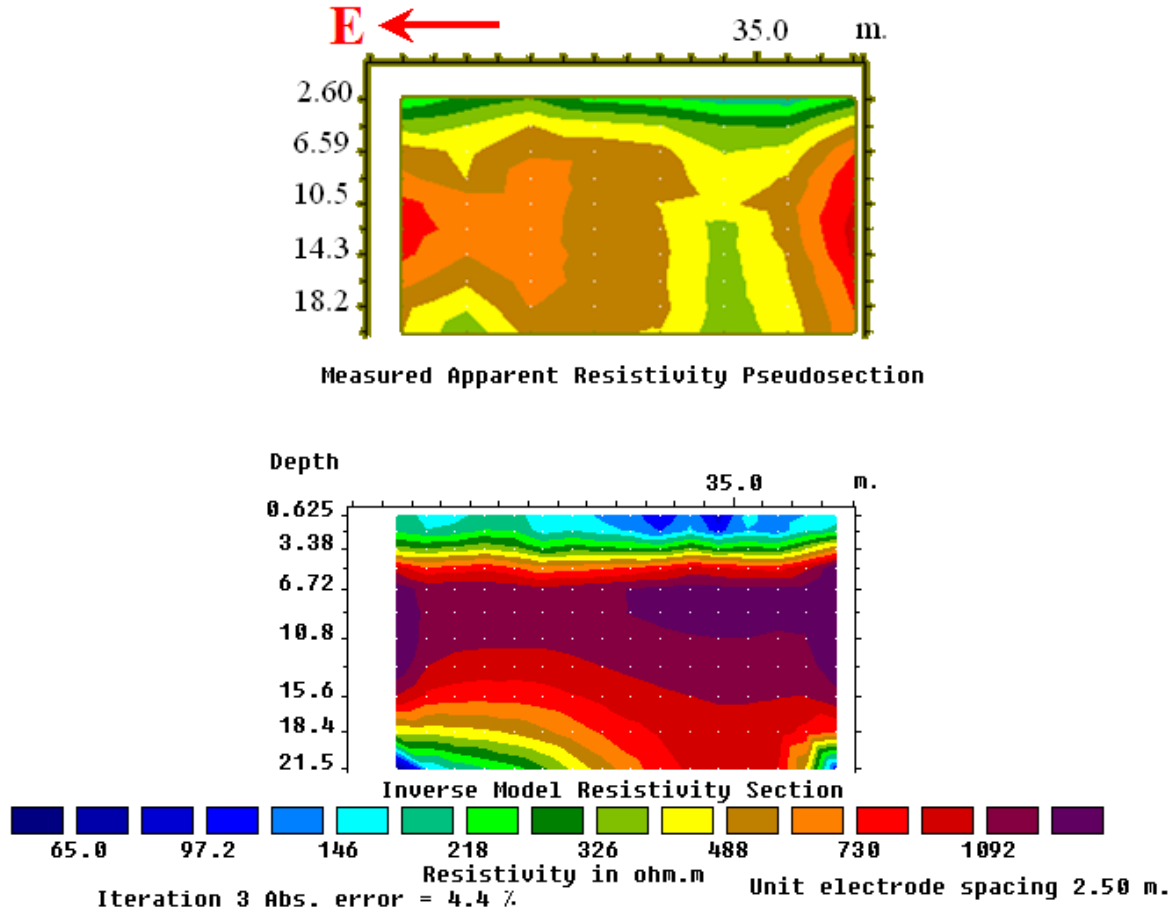 E 35.0 m.
2.60
6.59
10.5
14.3
18.2
Measured Apparent Resistivity Pseudosection
Depth 35.0 m.
0.625
3.38
6.72
10.8
15.6
18.4
21.5
Inverse Model Resistivity Section
65.0 97.2 146 218 326 488 730 1092
Resistivity in ohm.m
Iteration 3 Abs. error = 4.4 % Unit electrode spacing 2.50 m.